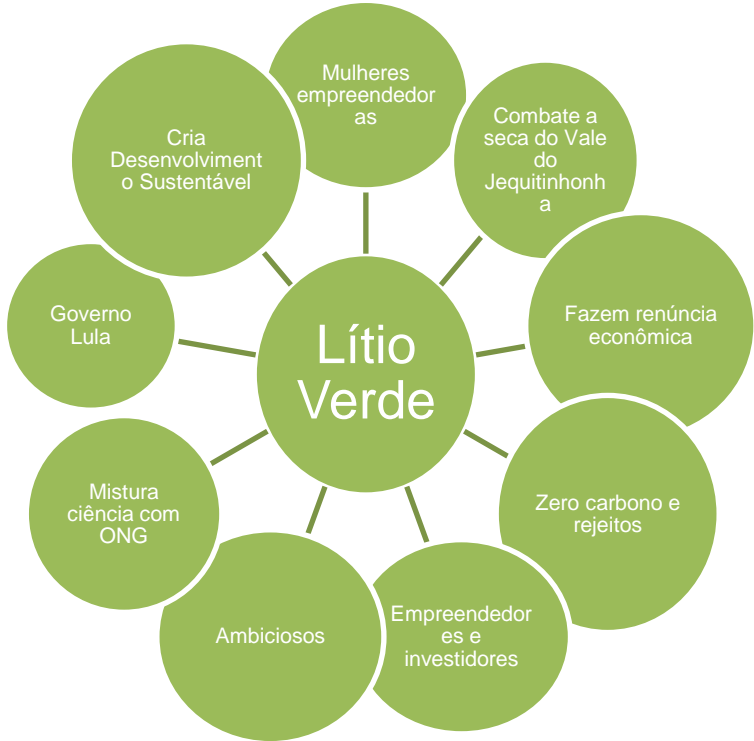 Mulheres
empreendedor
as
Combate a
seca do Vale
do
Jequitinhonh
a
Fazem renúncia
econômica
Zero carbono e
rejeitos
Empreendedor
es e
investidores
Ambiciosos
Mistura
ciência com
ONG
Governo
Lula
Cria
Desenvolviment
o Sustentável
Lítio
Verde